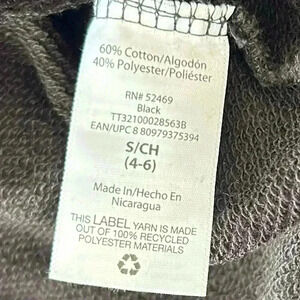 60% Cotton/Algodón
40% Polyester/Poliéster
RN# 52469
Black
TT32100028563B
EAN/UPC 8 80979375394
S/CH
(4-6)
Made In/Hecho En
Nicaragua
THIS LABEL YARN IS MADE
OUT OF 100% RECYCLED
POLYESTER MATERIALS